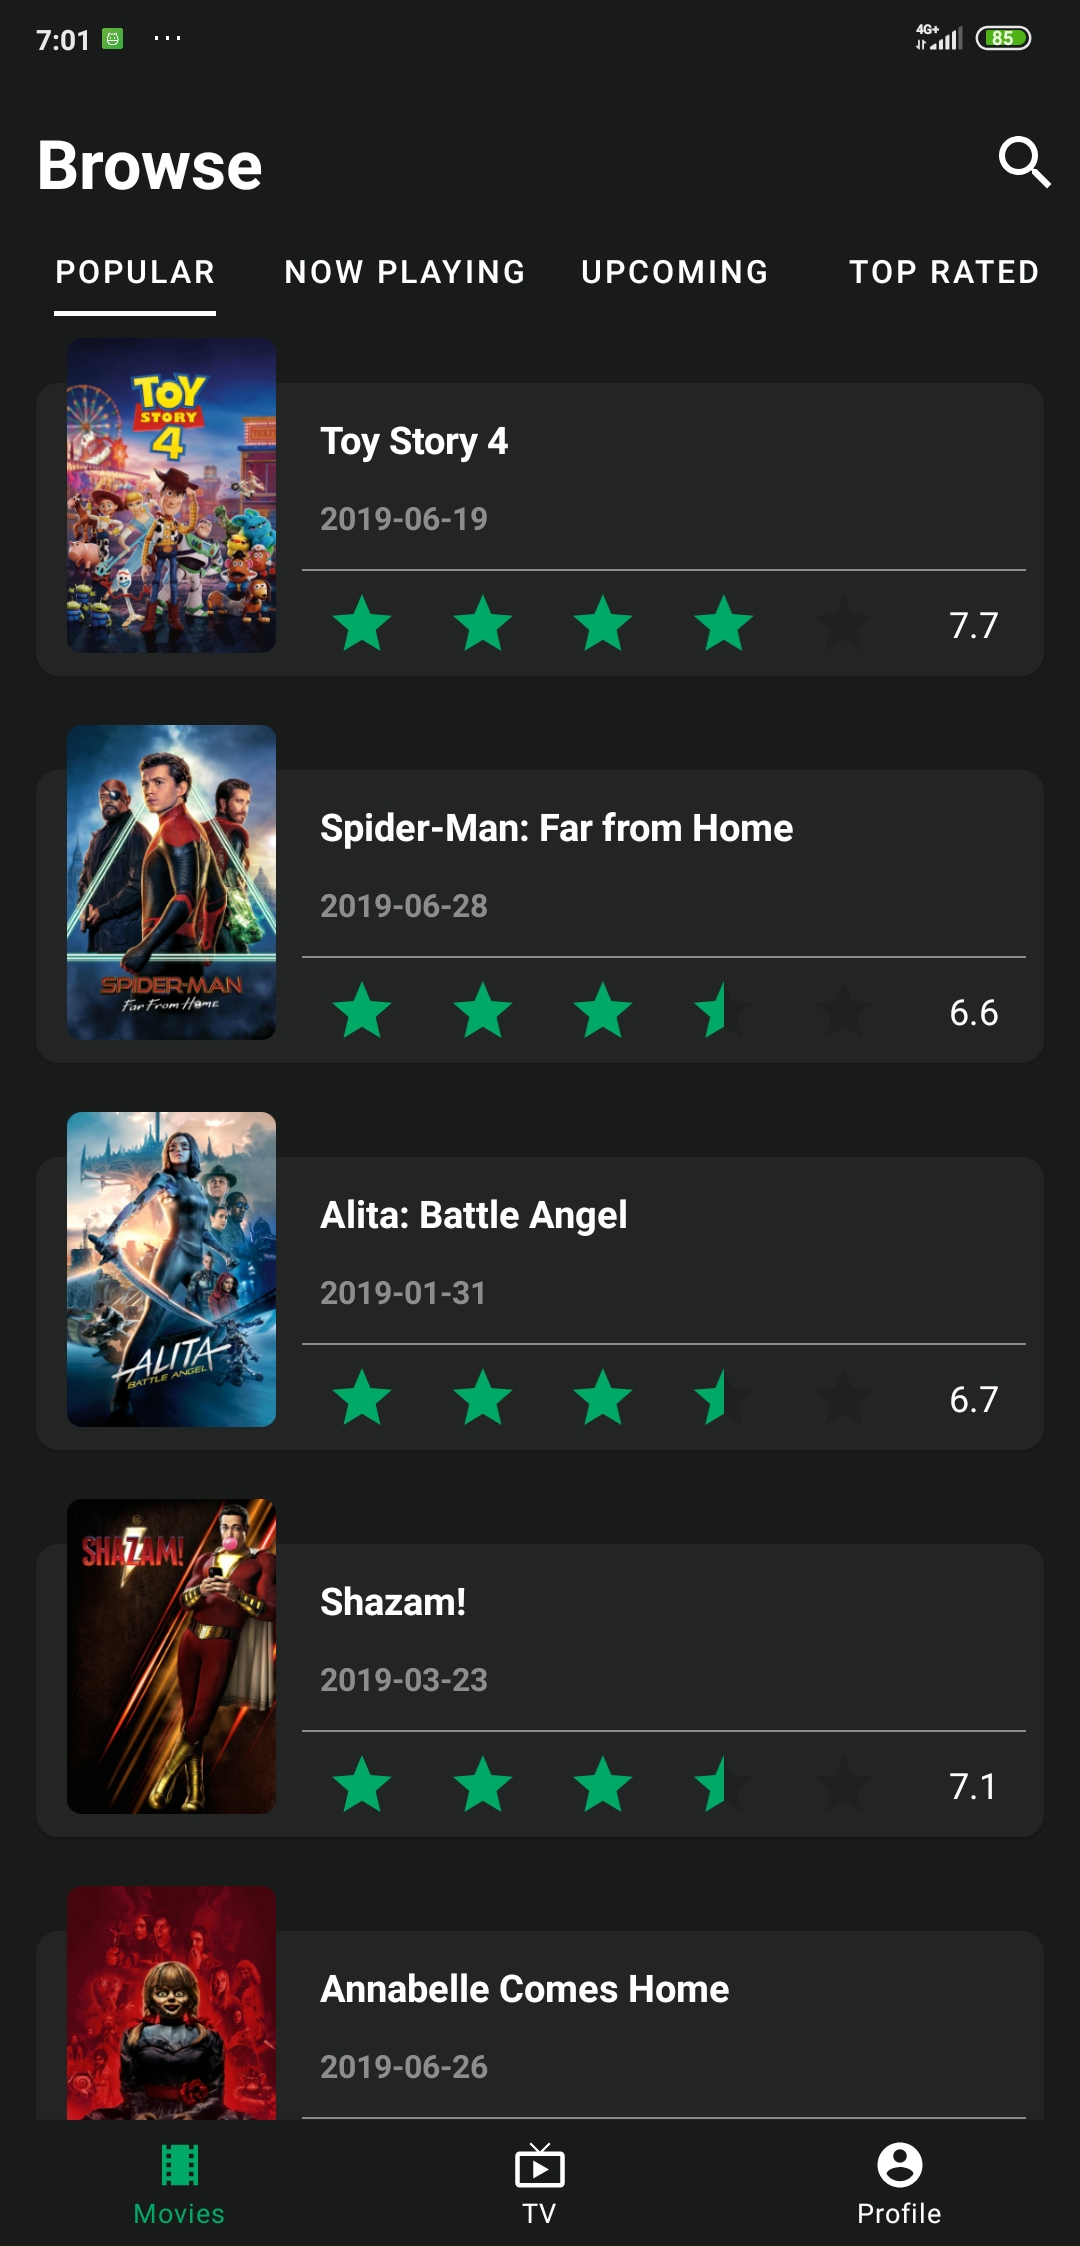 7:01 ...
4G+ 85
Browse
POPULAR NOW PLAYING UPCOMING TOP RATED
TOY
STORY
4
Toy Story 4
2019-06-19
7.7
SPIDER-MAN
Far From Home
Spider-Man: Far from Home
2019-06-28
6.6
ALITA
BATTLE ANGEL
Alita: Battle Angel
2019-01-31
6.7
SHAZAM!
Shazam!
2019-03-23
7.1
Annabelle Comes Home
2019-06-26
Movies TV Profile